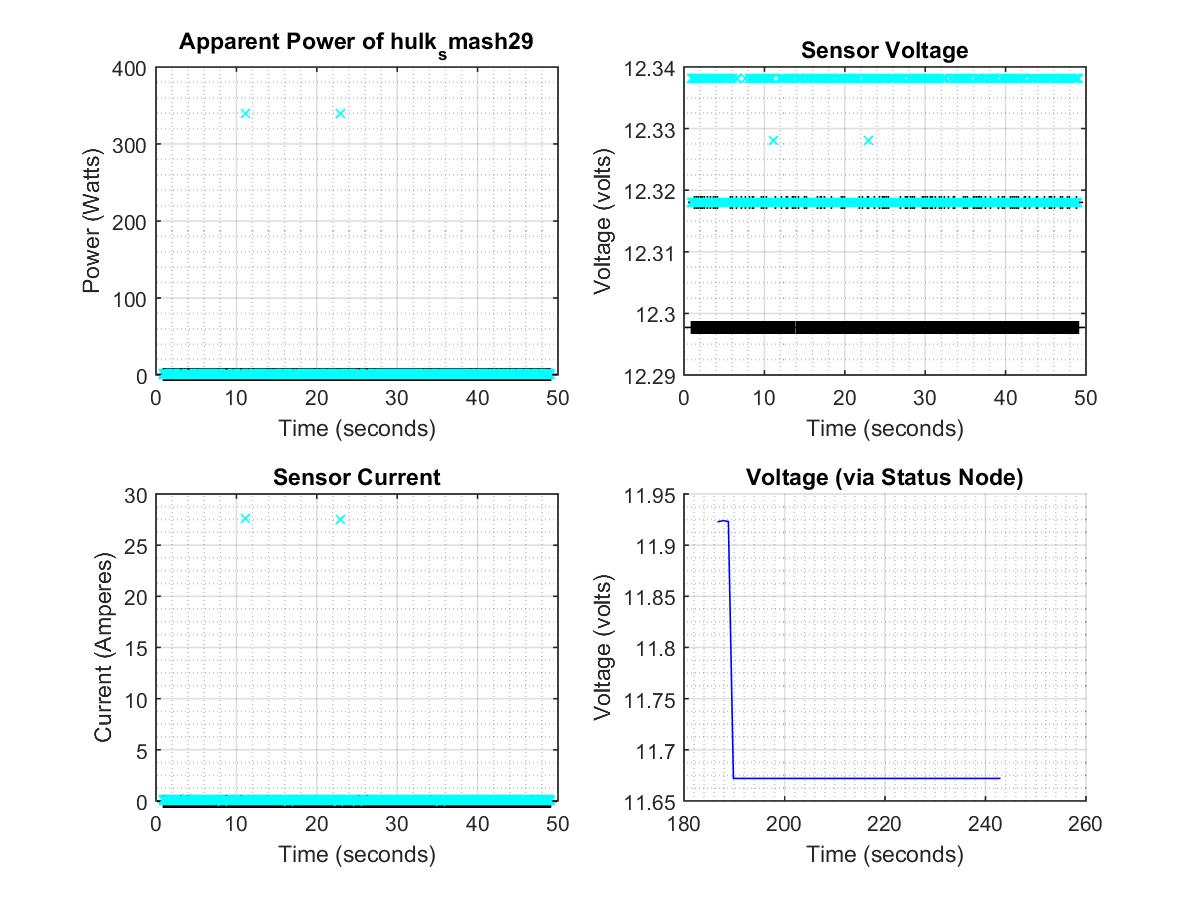 Apparent Power of hulksmash29
400
300
200
100
0
Power (Watts)
0 10 20 30 40 50
Time (seconds)
Sensor Voltage
12.34
12.33
12.32
12.31
12.3
12.29
Voltage (volts)
0 10 20 30 40 50
Time (seconds)
Sensor Current
30
25
20
15
10
5
0
Current (Amperes)
0 10 20 30 40 50
Time (seconds)
Voltage (via Status Node)
11.95
11.9
11.85
11.8
11.75
11.7
11.65
Voltage (volts)
180 200 220 240 260
Time (seconds)